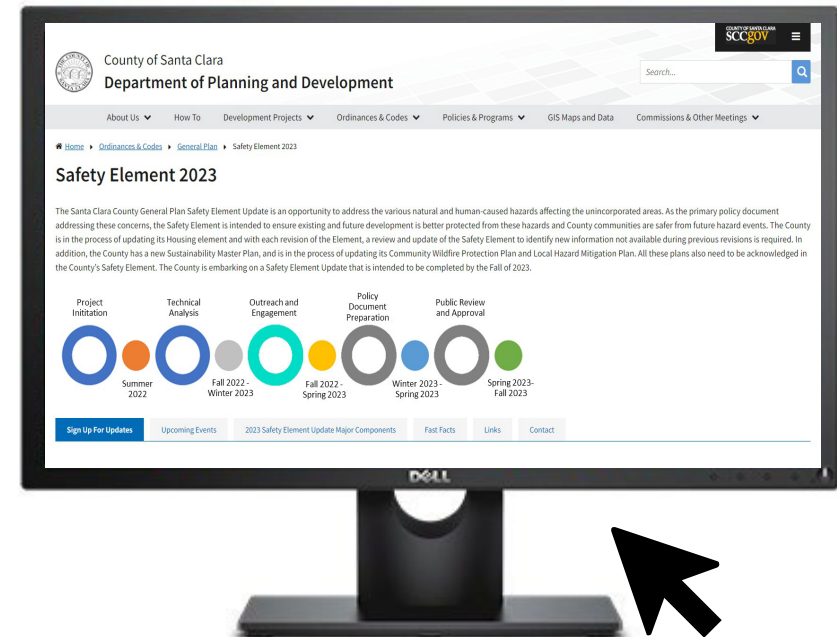 COUNTY OF SANTA CLARA
sccgov
County of Santa Clara
Department of Planning and Development
Search...
About Us How To Development Projects Ordinances & Codes Policies & Programs GIS Maps and Data Commissions & Other Meetings
Home Ordinances & Codes General Plan Safety Element 2023
Safety Element 2023
The Santa Clara County General Plan Safety Element Update is an opportunity to address the various natural and human-caused hazards affecting the unincorporated areas. As the primary policy document
addressing these concerns, the Safety Element is intended to ensure existing and future development is better protected from these hazards and County communities are safer from future hazard events. The County
is in the process of updating its Housing element and with each revision of the Element, a review and update of the Safety Element to identify new information not available during previous revisions is required. In
addition, the County has a new Sustainability Master Plan, and is in the process of updating its Community Wildfire Protection Plan and Local Hazard Mitigation Plan. All these plans also need to be acknowledged in
the County's Safety Element. The County is embarking on a Safety Element Update that is intended to be completed by the Fall of 2023.
Project
Inititation
Technical
Analysis
Outreach and
Engagement
Policy
Document
Preparation
Public Review
and Approval
Summer
2022
Fall 2022 -
Winter 2023
Fall 2022 -
Spring 2023
Winter 2023 -
Spring 2023
Spring 2023-
Fall 2023
Sign Up For Updates Upcoming Events 2023 Safety Element Update Major Components Fast Facts Links Contact
DELL